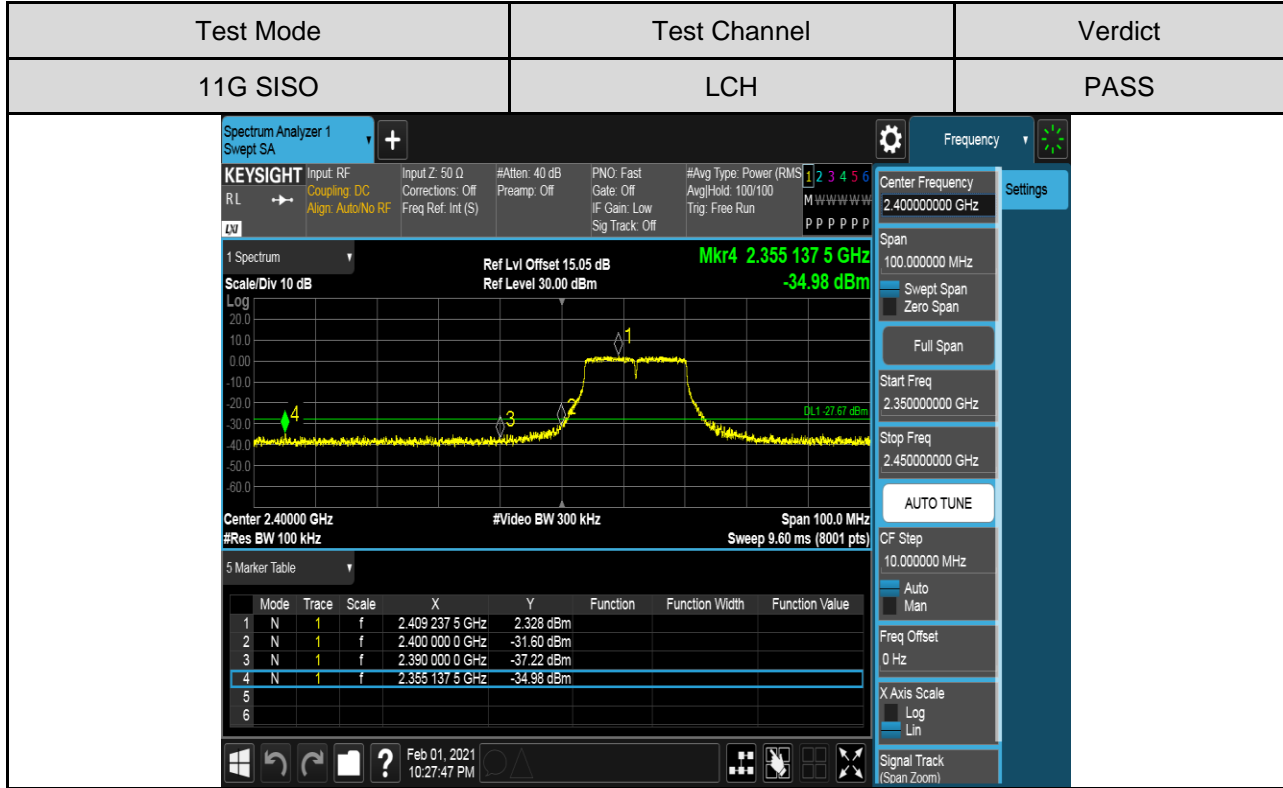 Test Mode Test Channel Verdict
11G SISO LCH PASS
Spectrum Analyzer 1
Swept SA
+
Frequency
KEYSIGHT Input: RF Input Z: 50 Ω #Atten: 40 dB PNO: Fast #Avg Type: Power (RMS 1 2 3 4 5 6
RL Coupling: DC Corrections: Off Preamp: Off Gate: Off Avg|Hold: 100/100 M W W W W W
Align: Auto/No RF Freq Ref: Int (S) IF Gain: Low Trig: Free Run
LXI Sig Track: Off P P P P P P
1 Spectrum
Ref Lvl Offset 15.05 dB Mkr4 2.355 137 5 GHz
Scale/Div 10 dB Ref Level 30.00 dBm -34.98 dBm
Log
20.0
10.0
0.00
-10.0
-20.0
-30.0
-40.0
-50.0
-60.0
1
2
3
4
DL1 -27.67 dBm
Center 2.40000 GHz #Video BW 300 kHz Span 100.0 MHz
#Res BW 100 kHz Sweep 9.60 ms (8001 pts)
5 Marker Table
Mode Trace Scale X Y Function Function Width Function Value
1 N 1 f 2.409 237 5 GHz 2.328 dBm
2 N 1 f 2.400 000 0 GHz -31.60 dBm
3 N 1 f 2.390 000 0 GHz -37.22 dBm
4 N 1 f 2.355 137 5 GHz -34.98 dBm
5
6
Center Frequency
2.400000000 GHz
Settings
Span
100.000000 MHz
Swept Span
Zero Span
Full Span
Start Freq
2.350000000 GHz
Stop Freq
2.450000000 GHz
AUTO TUNE
CF Step
10.000000 MHz
Auto
Man
Freq Offset
0 Hz
X Axis Scale
Log
Lin
Signal Track
(Span Zoom)
?
Feb 01, 2021
10:27:47 PM